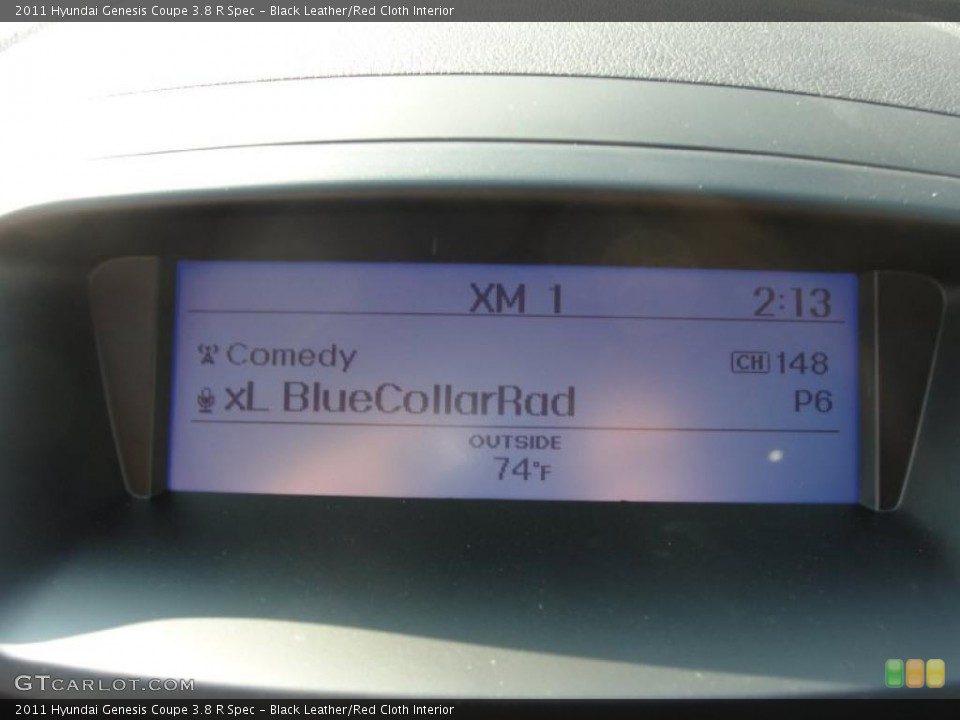 2011 Hyundai Genesis Coupe 3.8 R Spec - Black Leather/Red Cloth Interior
XM 1 2:13
Comedy CH 148
xL BlueCollarRad P6
OUTSIDE
74°F
GTCARLOT.COM
2011 Hyundai Genesis Coupe 3.8 R Spec - Black Leather/Red Cloth Interior